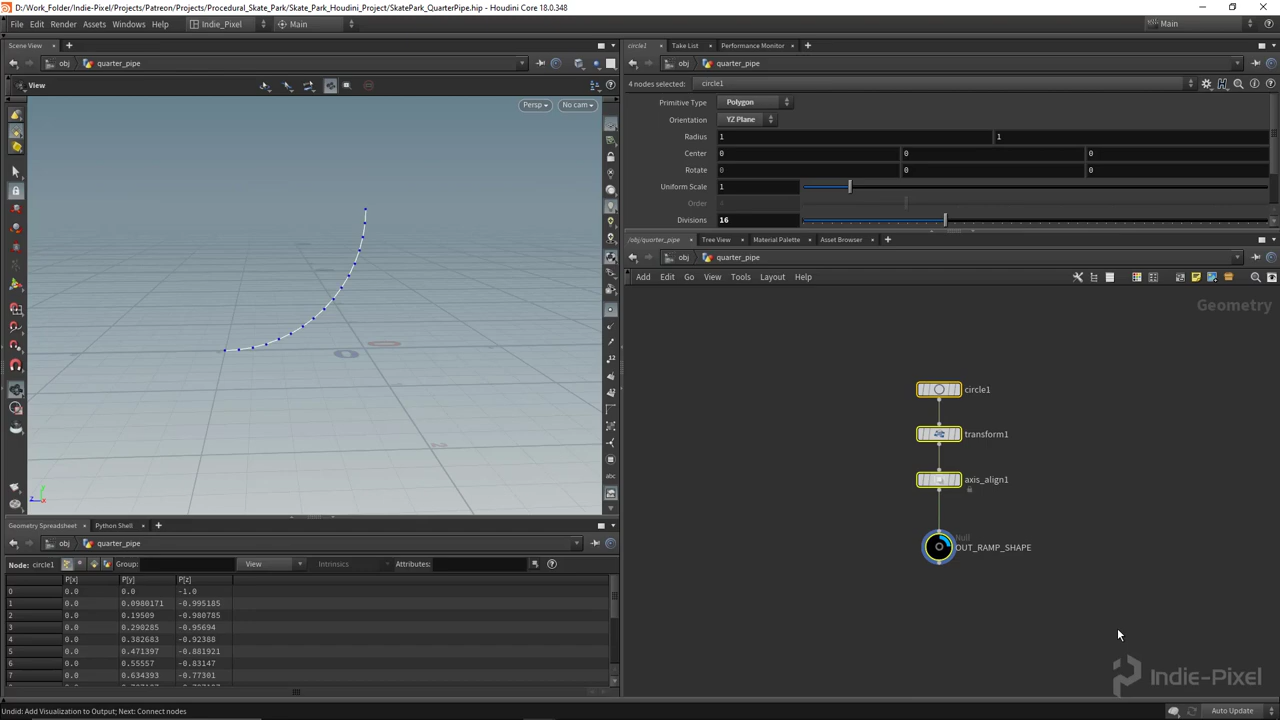 D:/Work_Folder/Indie-Pixel/Projects/Patreon/Projects/Procedural_Skate_Park/Skate_Park_Houdini_Project/SkatePark_QuarterPipe.hip - Houdini Core 18.0.348
File Edit Render Assets Windows Help Indie_Pixel Main Main
Scene View
obj quarter_pipe
View
Persp No cam
abc
z x
Geometry Spreadsheet Python Shell
obj quarter_pipe
Node: circle1 Group: View Intrinsics Attributes:
P[x] P[y] P[z]
0 0.0 0.0 -1.0
1 0.0 0.0980171 -0.995185
2 0.0 0.19509 -0.980785
3 0.0 0.290285 -0.95694
4 0.0 0.382683 -0.92388
5 0.0 0.471397 -0.881921
6 0.0 0.55557 -0.83147
7 0.0 0.634393 -0.77301
circle1 Take List Performance Monitor
obj quarter_pipe
4 nodes selected: circle1
Primitive Type Polygon
Orientation YZ Plane
Radius 1 1
Center 0 0 0
Rotate 0 0 0
Uniform Scale 1
Order 4
Divisions 16
/obj/quarter_pipe Tree View Material Palette Asset Browser
obj quarter_pipe
Add Edit Go View Tools Layout Help
Geometry
circle1
transform1
axis_align1
Null
OUT_RAMP_SHAPE
Indie-Pixel
Undid: Add Visualization to Output; Next: Connect nodes
Auto Update